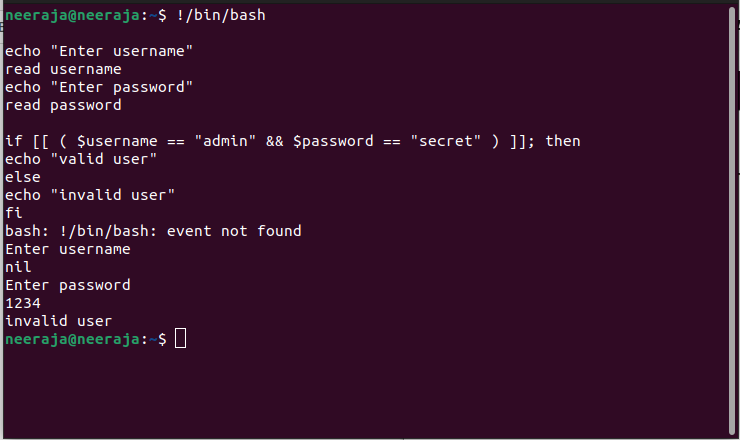 neeraja@neeraja:~$ !/bin/bash
echo "Enter username"
read username
echo "Enter password"
read password
if [[ ( $username == "admin" && $password == "secret" ) ]]; then
echo "valid user"
else
echo "invalid user"
fi
bash: !/bin/bash: event not found
Enter username
nil
Enter password
1234
invalid user
neeraja@neeraja:~$